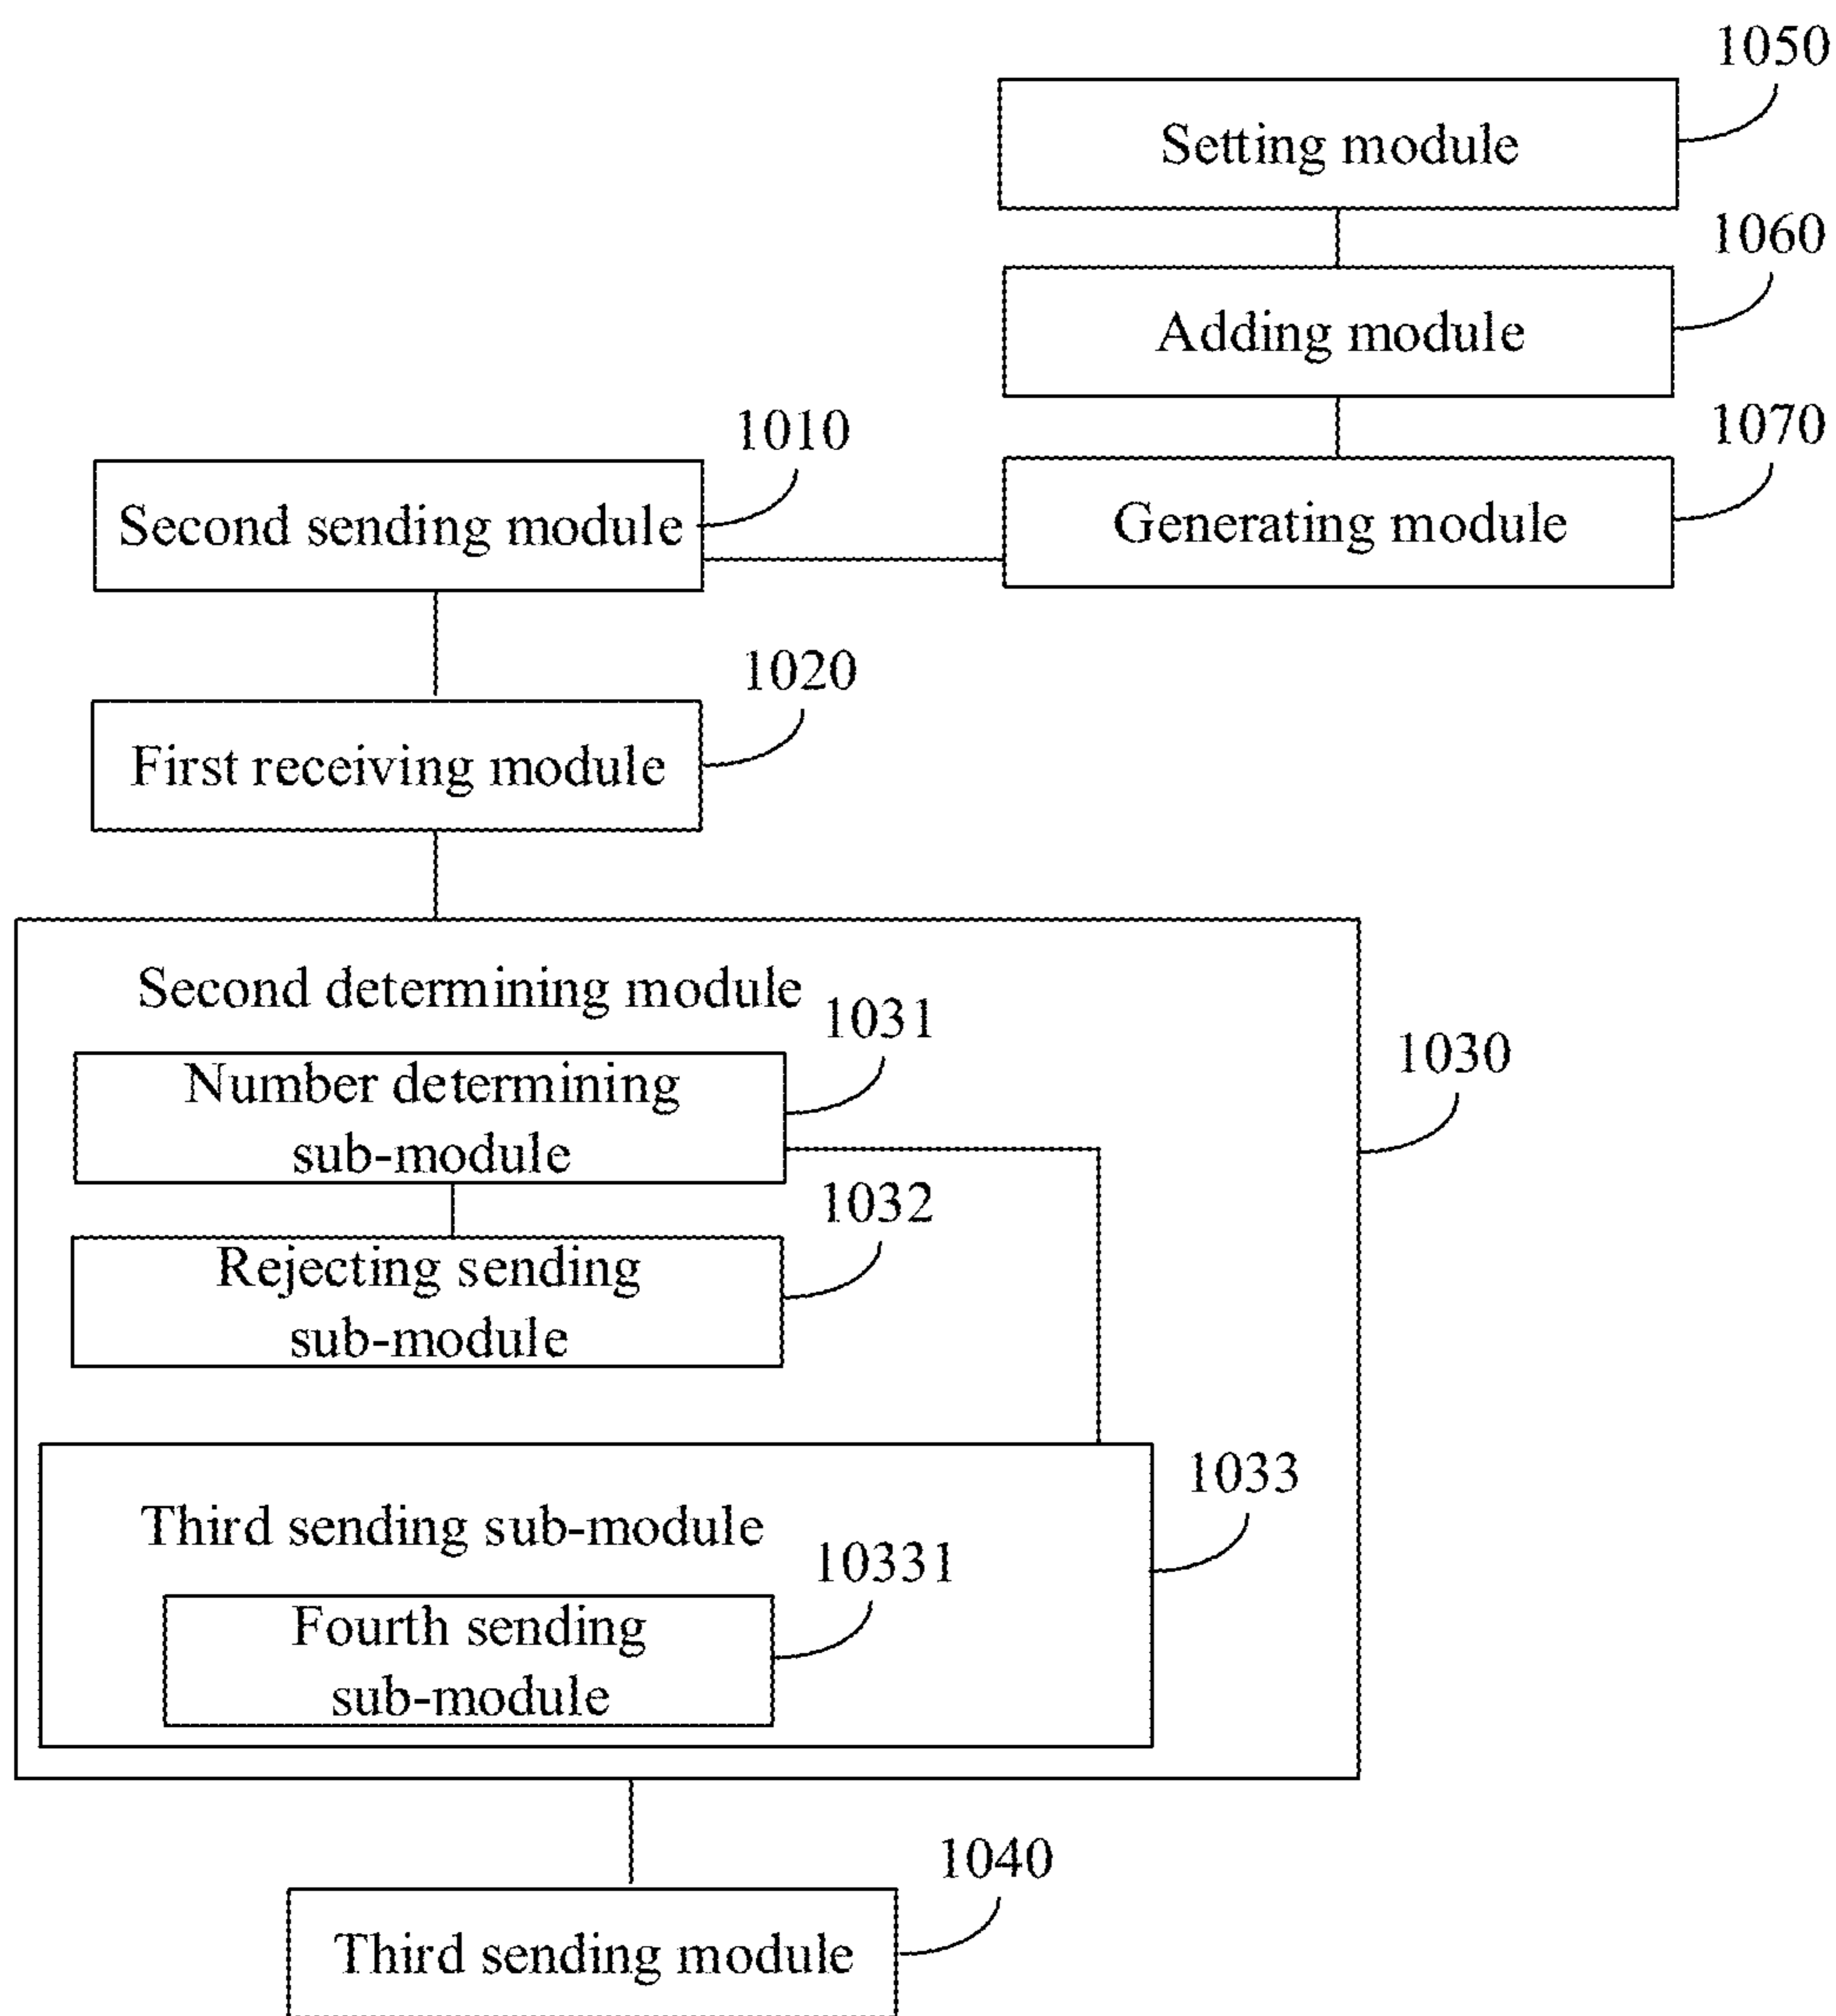 1050
Setting module
1060
Adding module
1070
Generating module
1010
Second sending module
1020
First receiving module
Second determining module
1031
Number determining
sub-module
1030
1032
Rejecting sending
sub-module
1033
Third sending sub-module
10331
Fourth sending
sub-module
1040
Third sending module